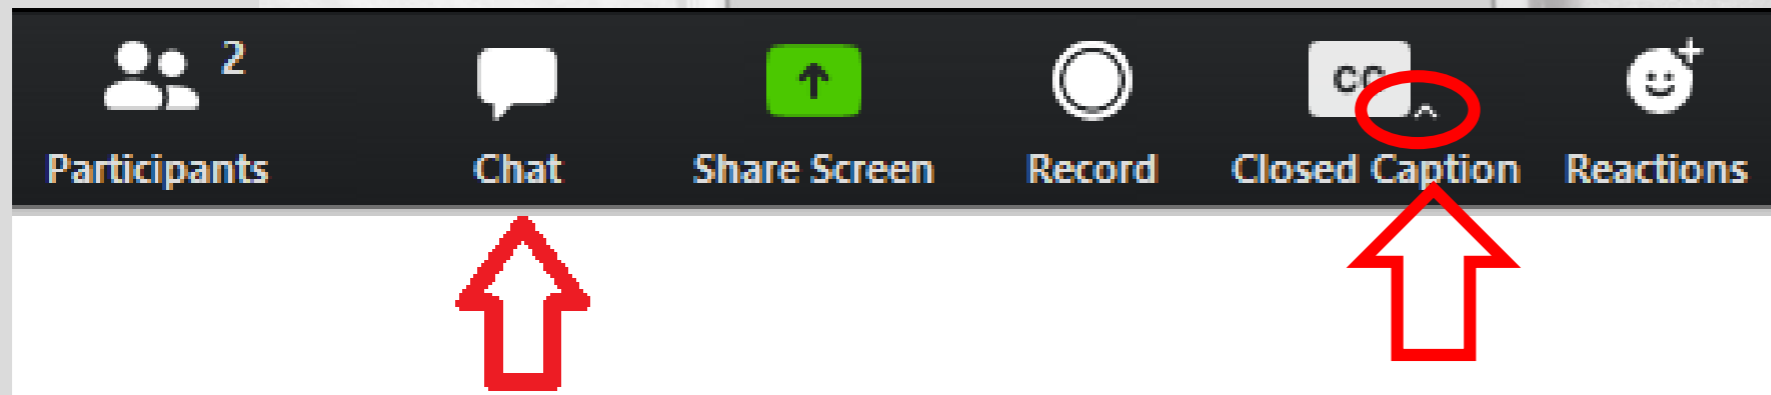 2
CC
Participants
Chat
Share Screen
Record
Closed Caption
Reactions